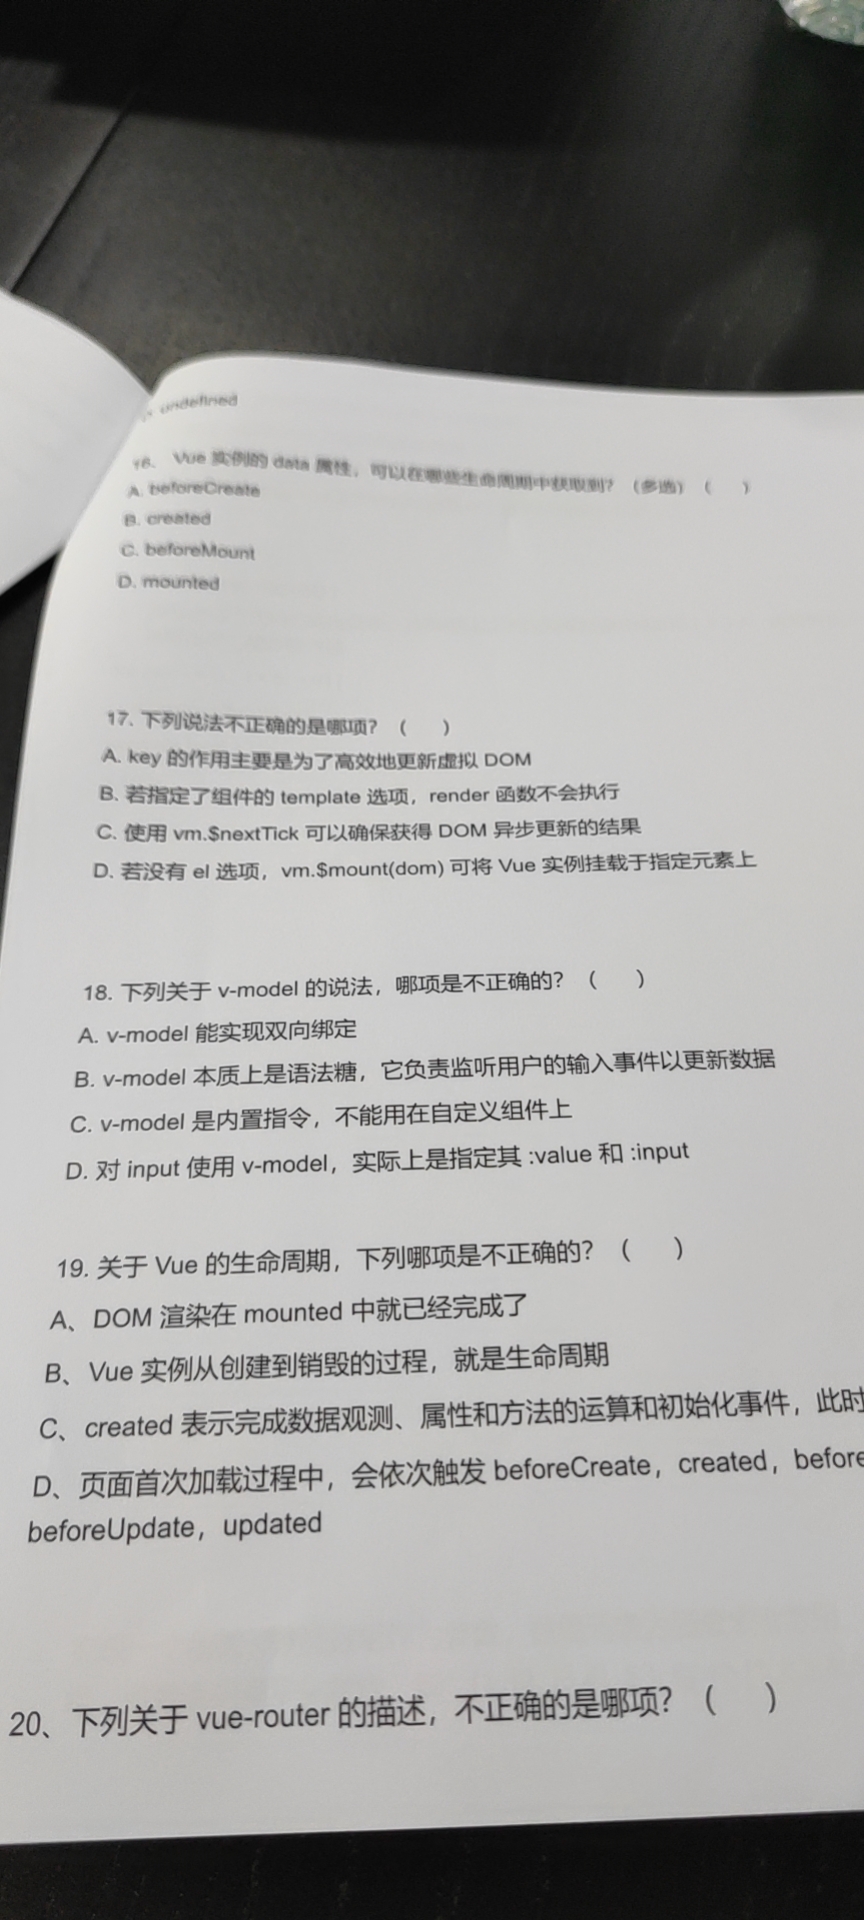 undefined
16. Vue 实例的 data 属性，可以在哪些生命周期中获取到？（多选）（ ）
A. beforeCreate
B. created
C. beforeMount
D. mounted
17. 下列说法不正确的是哪项？（ ）
A. key 的作用主要是为了高效地更新虚拟 DOM
B. 若指定了组件的 template 选项，render 函数不会执行
C. 使用 vm.$nextTick 可以确保获得 DOM 异步更新的结果
D. 若没有 el 选项，vm.$mount(dom) 可将 Vue 实例挂载于指定元素上
18. 下列关于 v-model 的说法，哪项是不正确的？（ ）
A. v-model 能实现双向绑定
B. v-model 本质上是语法糖，它负责监听用户的输入事件以更新数据
C. v-model 是内置指令，不能用在自定义组件上
D. 对 input 使用 v-model，实际上是指定其 :value 和 :input
19. 关于 Vue 的生命周期，下列哪项是不正确的？（ ）
A、DOM 渲染在 mounted 中就已经完成了
B、Vue 实例从创建到销毁的过程，就是生命周期
C、created 表示完成数据观测、属性和方法的运算和初始化事件，此时
D、页面首次加载过程中，会依次触发 beforeCreate，created，before
beforeUpdate，updated
20、下列关于 vue-router 的描述，不正确的是哪项？（ ）